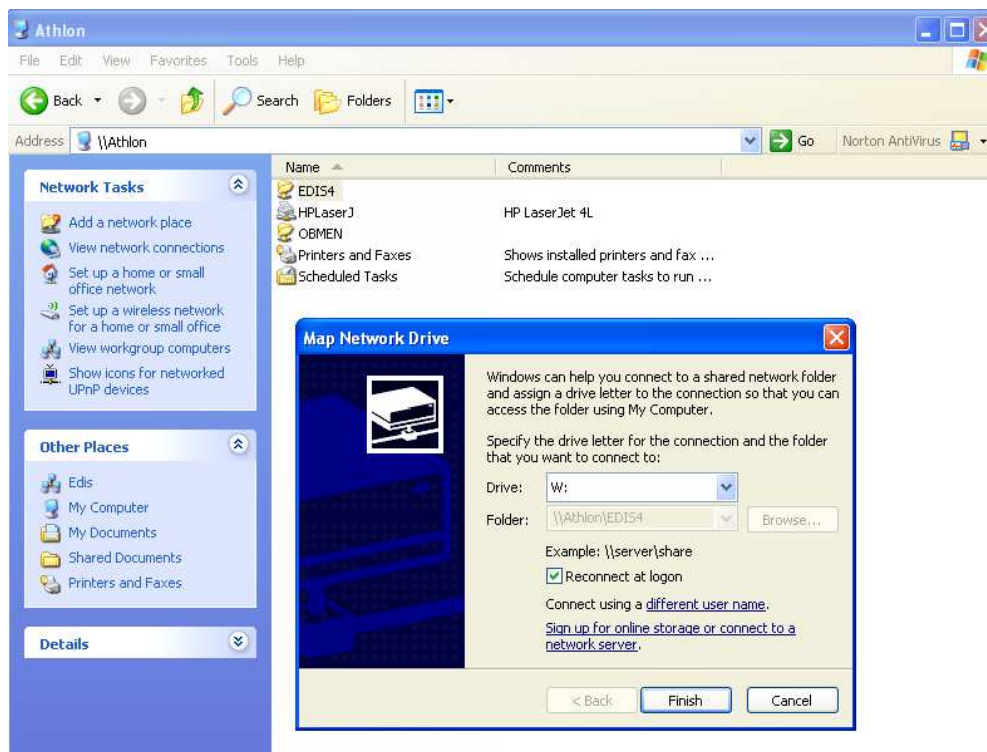 Athlon
File Edit View Favorites Tools Help
Back Search Folders
Address \\Athlon Go Norton AntiVirus
Network Tasks
Add a network place
View network connections
Set up a home or small
office network
Set up a wireless network
for a home or small office
View workgroup computers
Show icons for networked
UPnP devices
Other Places
Edis
My Computer
My Documents
Shared Documents
Printers and Faxes
Details
Name Comments
EDIS4
HPLaserJ HP LaserJet 4L
OBMEN
Printers and Faxes Shows installed printers and fax ...
Scheduled Tasks Schedule computer tasks to run ...
Map Network Drive
Windows can help you connect to a shared network folder
and assign a drive letter to the connection so that you can
access the folder using My Computer.
Specify the drive letter for the connection and the folder
that you want to connect to:
Drive: W:
Folder: \\Athlon\EDIS4 Browse...
Example: \\server\share
Reconnect at logon
Connect using a different user name.
Sign up for online storage or connect to a
network server.
< Back Finish Cancel